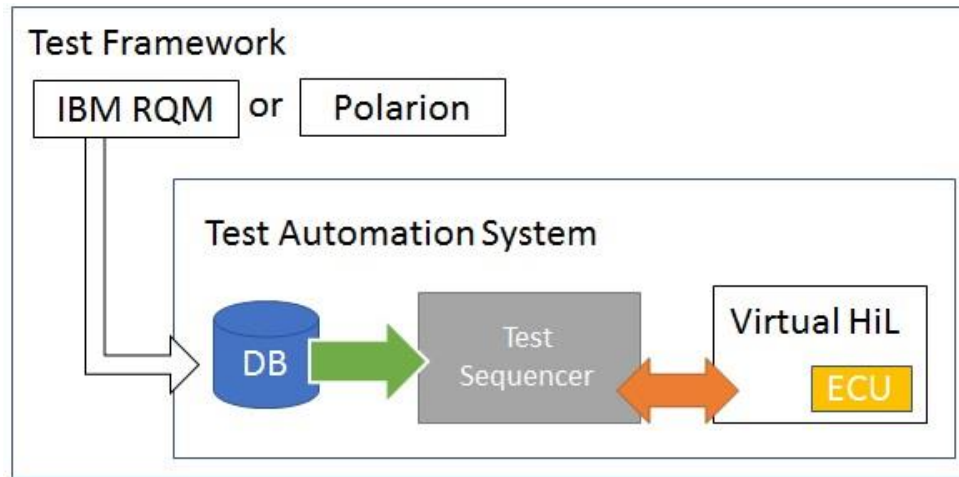 Test Framework
IBM RQM or Polarion
Test Automation System
DB
Test
Sequencer
Virtual HiL
ECU